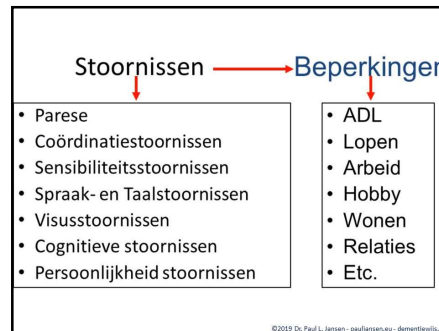 Stoornissen
Beperkingen
• Parese
• Coördinatiestoornissen
• Sensibiliteitsstoornissen
• Spraak- en Taalstoornissen
• Visusstoornissen
• Cognitieve stoornissen
• Persoonlijkheid stoornissen
• ADL
• Lopen
• Arbeid
• Hobby
• Wonen
• Relaties
• Etc.
©2019 Dr. Paul L. Jansen - pauljansen.eu - dementiewijs.